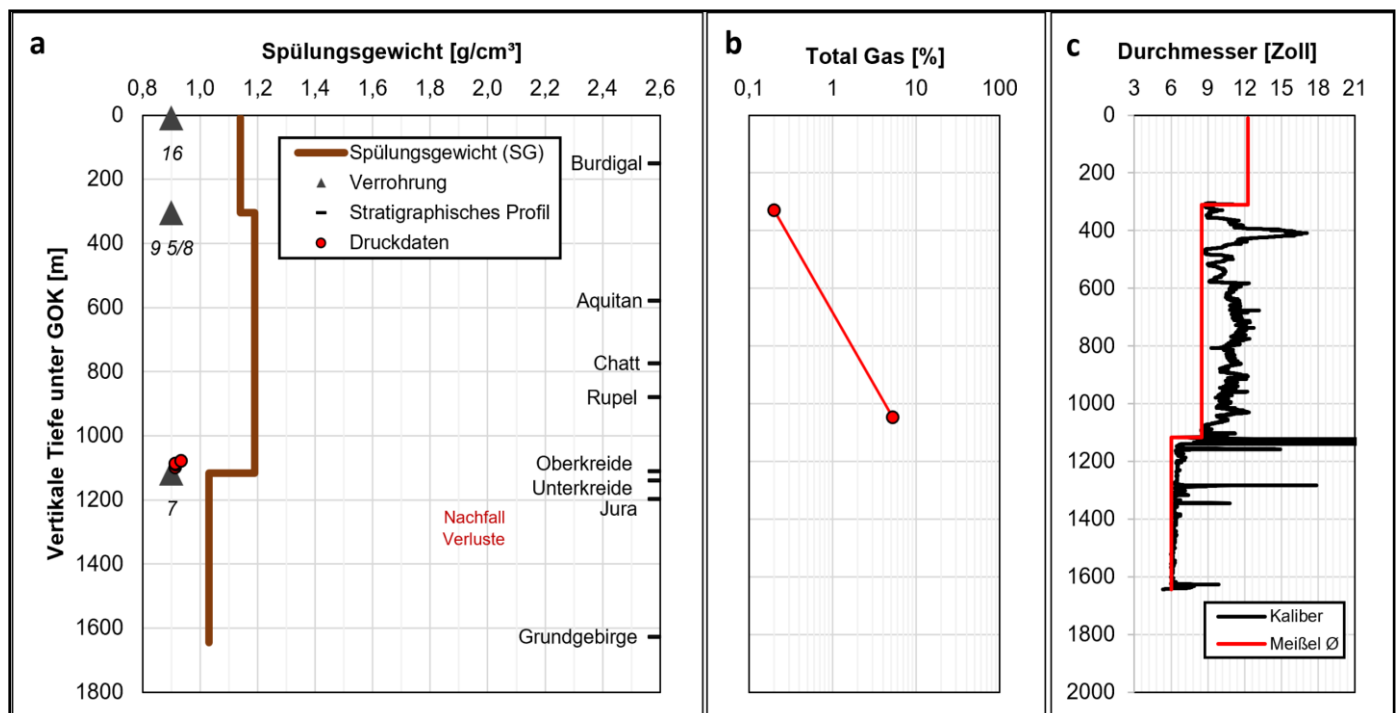 a
Spülungsgewicht [g/cm³]
0,8 1,0 1,2 1,4 1,6 1,8 2,0 2,2 2,4 2,6
Vertikale Tiefe unter GOK [m]
0
200
400
600
800
1000
1200
1400
1600
1800
16
9 5/8
7
Spülungsgewicht (SG)
Verrohrung
Stratigraphisches Profil
Druckdaten
Burdigal
Aquitan
Chatt
Rupel
Oberkreide
Unterkreide
Jura
Nachfall
Verluste
Grundgebirge
b
Total Gas [%]
0,1 1 10 100
c
Durchmesser [Zoll]
3 6 9 12 15 18 21
0
200
400
600
800
1000
1200
1400
1600
1800
2000
Kaliber
Meißel Ø